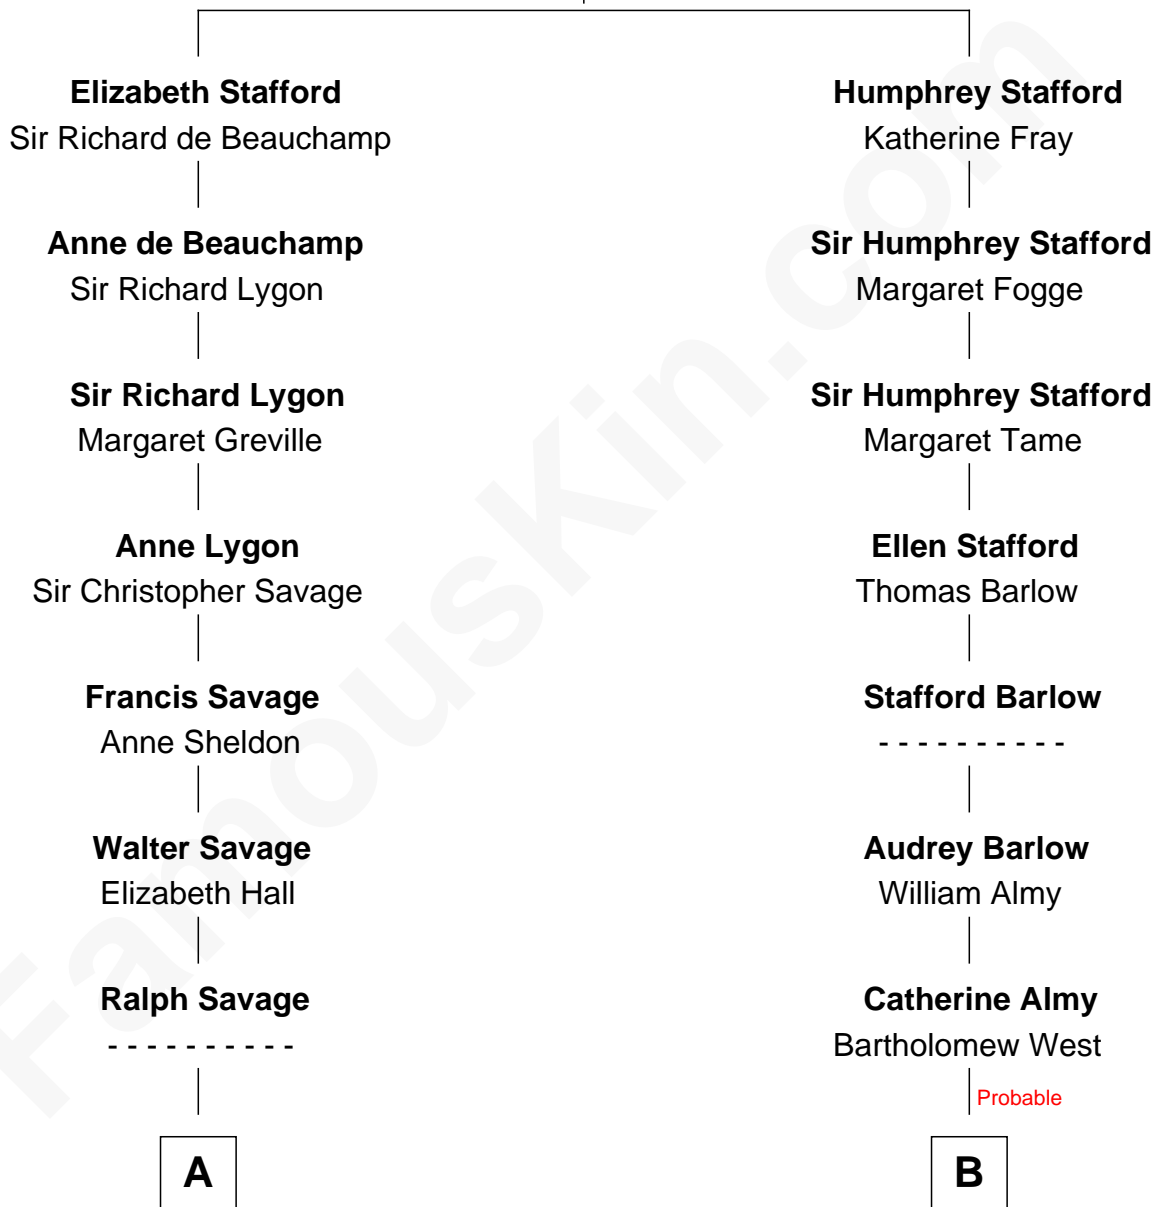 Elizabeth Stafford
Sir Richard de Beauchamp
Anne de Beauchamp
Sir Richard Lygon
Sir Richard Lygon
Margaret Greville
Anne Lygon
Sir Christopher Savage
Francis Savage
Anne Sheldon
Walter Savage
Elizabeth Hall
Ralph Savage
- - - - - - - - - -
A
Humphrey Stafford
Katherine Fray
Sir Humphrey Stafford
Margaret Fogge
Sir Humphrey Stafford
Margaret Tame
Ellen Stafford
Thomas Barlow
Stafford Barlow
- - - - - - - - - -
Audrey Barlow
William Almy
Catherine Almy
Bartholomew West
Probable
B
FamousKin.com